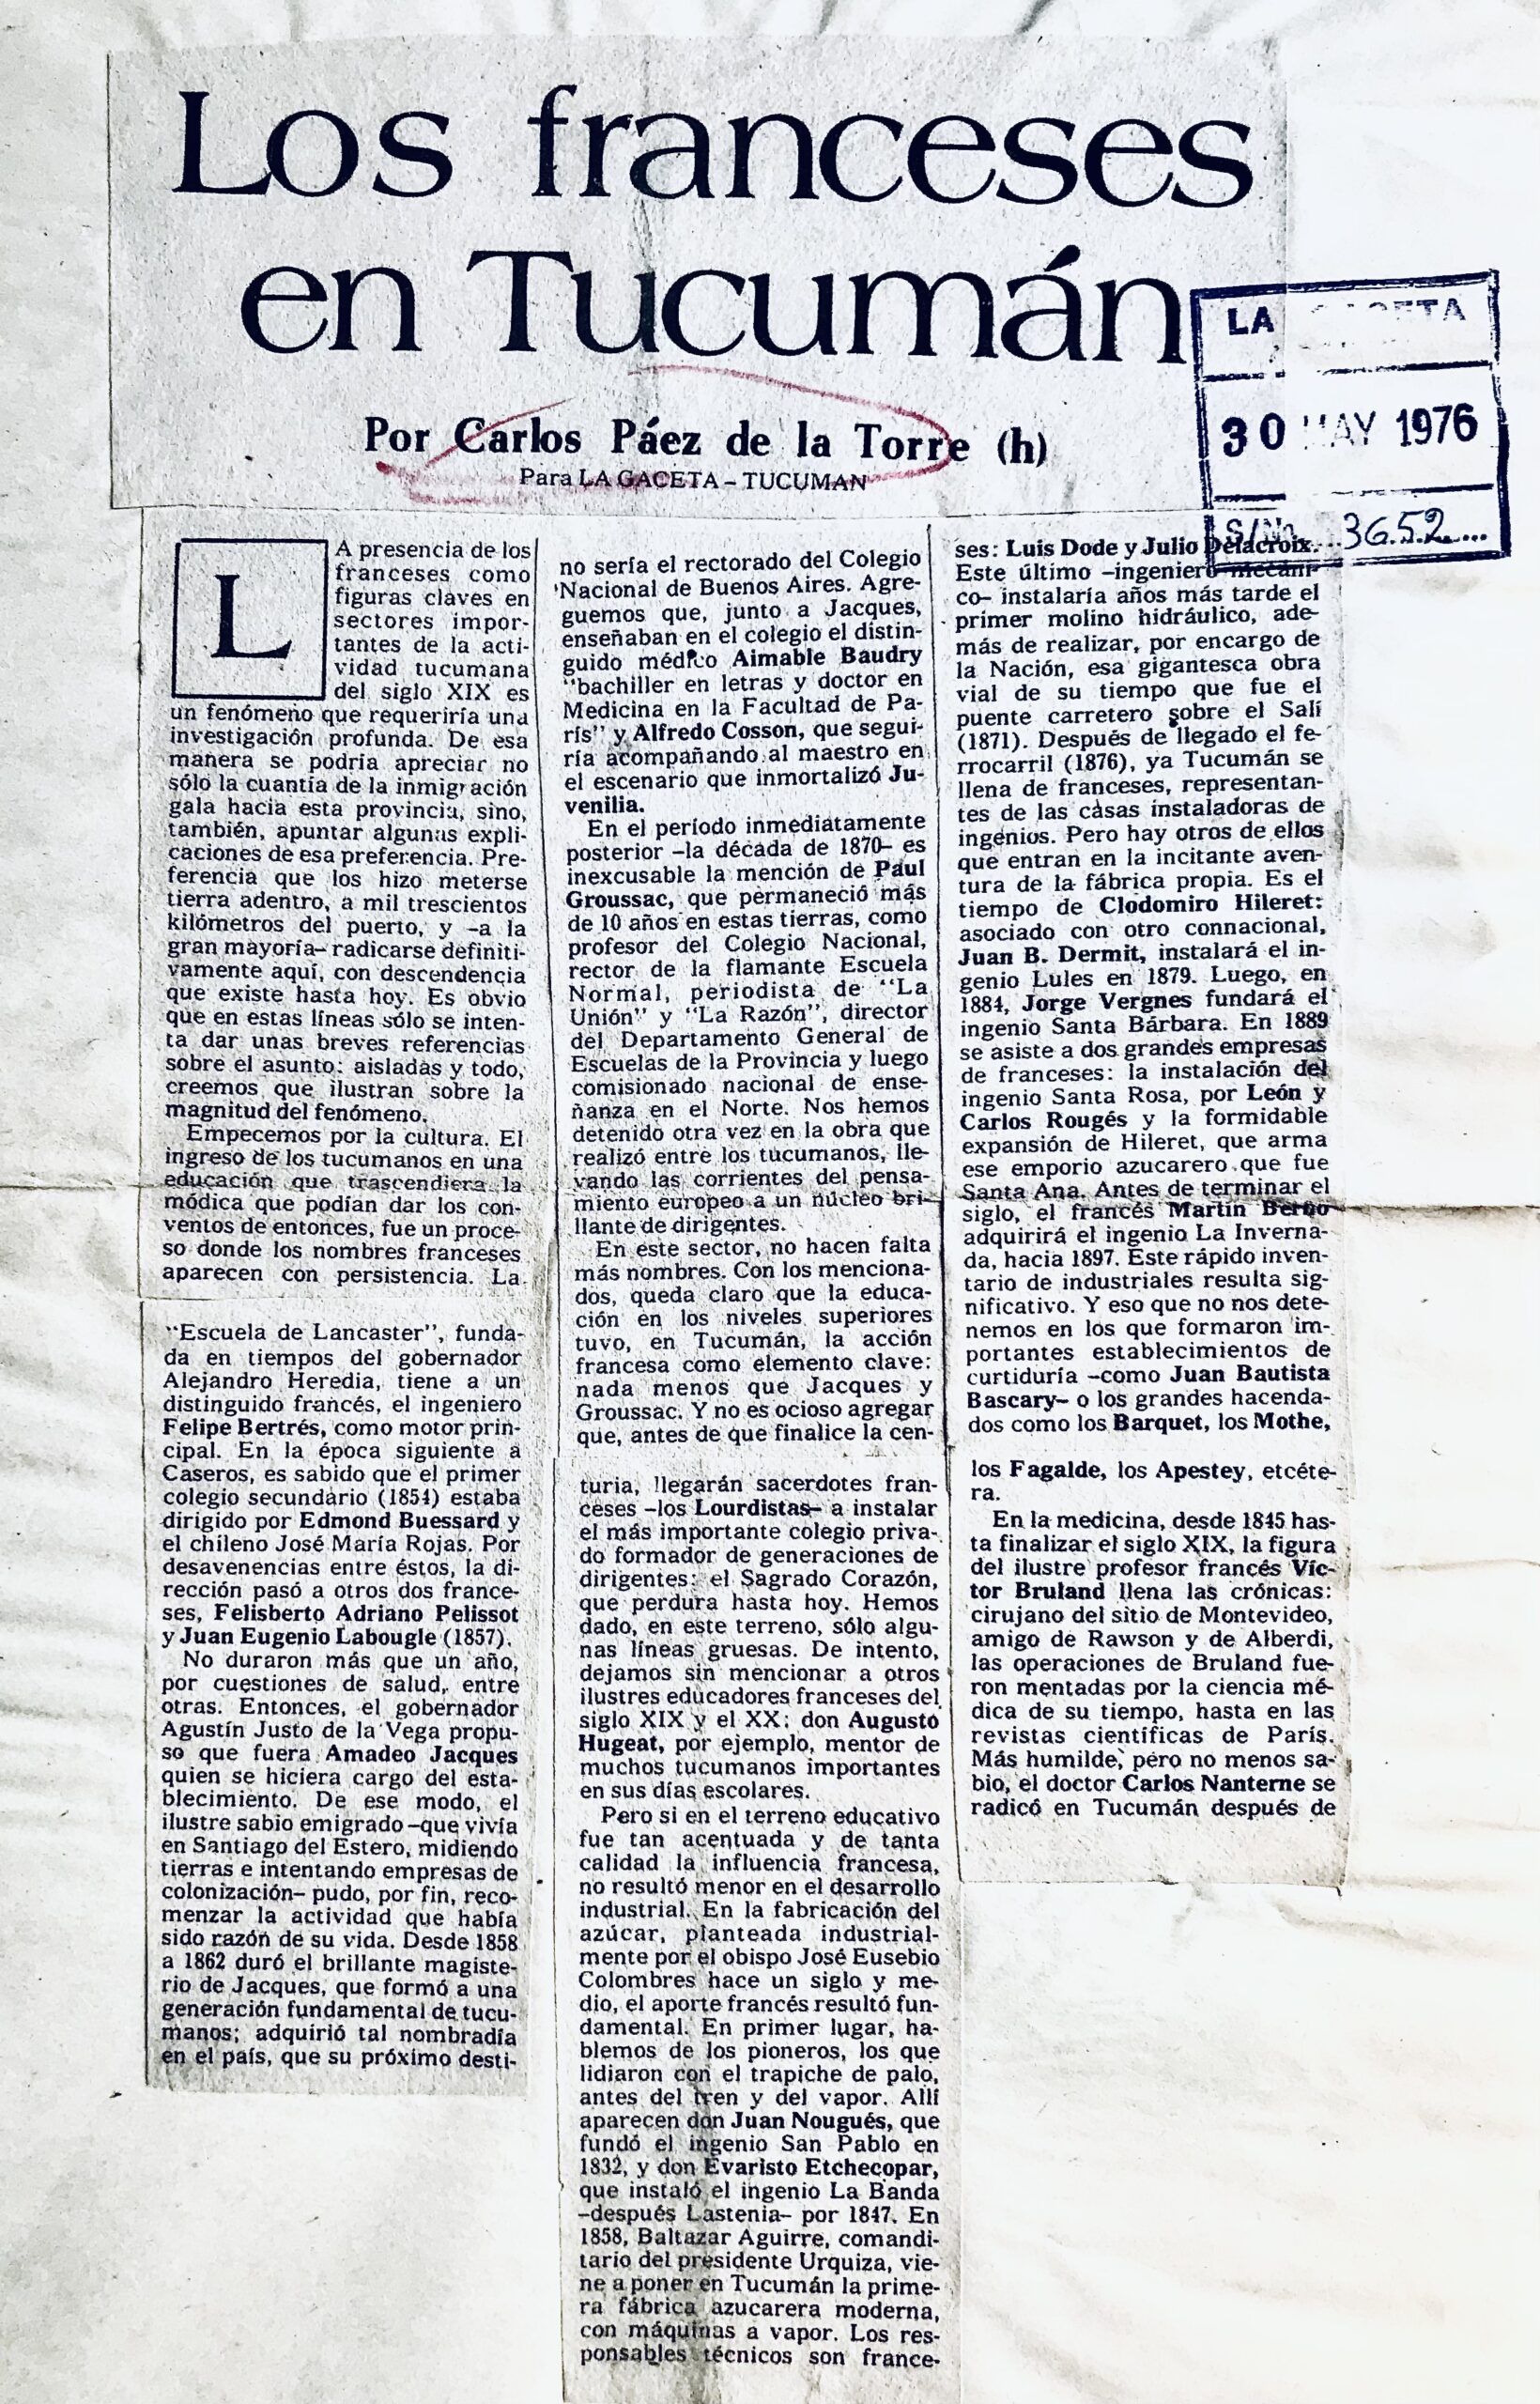 Los franceses
en Tucumán
Por Carlos Páez de la Torre (h)
Para LA GACETA - TUCUMAN
LA GACETA
30 MAY 1976
S/No. 3652
LA presencia de los
franceses como
figuras claves en
sectores impor-
tantes de la acti-
vidad tucumana
del siglo XIX es
un fenómeno que requeriría una
investigación profunda. De esa
manera se podría apreciar no
sólo la cuantía de la inmigración
gala hacia esta provincia, sino,
también, apuntar algunas expli-
caciones de esa preferencia. Pre-
ferencia que los hizo meterse
tierra adentro, a mil trescientos
kilómetros del puerto, y -a la
gran mayoría- radicarse definiti-
vamente aquí, con descendencia
que existe hasta hoy. Es obvio
que en estas líneas sólo se inten-
ta dar unas breves referencias
sobre el asunto: aisladas y todo,
creemos que ilustran sobre la
magnitud del fenómeno.
Empecemos por la cultura. El
ingreso de los tucumanos en una
educación que trascendiera la
módica que podían dar los con-
ventos de entonces, fue un proce-
so donde los nombres franceses
aparecen con persistencia. La
"Escuela de Lancaster", funda-
da en tiempos del gobernador
Alejandro Heredia, tiene a un
distinguido francés, el ingeniero
Felipe Bertrés, como motor prin-
cipal. En la época siguiente a
Caseros, es sabido que el primer
colegio secundario (1854) estaba
dirigido por Edmond Buessard y
el chileno José María Rojas. Por
desavenencias entre éstos, la di-
rección pasó a otros dos france-
ses, Felisberto Adriano Pelissot
y Juan Eugenio Labougle (1857).
No duraron más que un año,
por cuestiones de salud, entre
otras. Entonces, el gobernador
Agustín Justo de la Vega propu-
so que fuera Amadeo Jacques
quien se hiciera cargo del esta-
blecimiento. De ese modo, el
ilustre sabio emigrado -que vivía
en Santiago del Estero, midiendo
tierras e intentando empresas de
colonización- pudo, por fin, reco-
menzar la actividad que había
sido razón de su vida. Desde 1858
a 1862 duró el brillante magiste-
rio de Jacques, que formó a una
generación fundamental de tucu-
manos; adquirió tal nombradía
en el país, que su próximo desti-
no sería el rectorado del Colegio
Nacional de Buenos Aires. Agre-
guemos que, junto a Jacques,
enseñaban en el colegio el distin-
guido médico Aimable Baudry
"bachiller en letras y doctor en
Medicina en la Facultad de Pa-
rís" y Alfredo Cosson, que segui-
ría acompañando al maestro en
el escenario que inmortalizó Ju-
venilia.
En el período inmediatamente
posterior -la década de 1870- es
inexcusable la mención de Paul
Groussac, que permaneció más
de 10 años en estas tierras, como
profesor del Colegio Nacional,
rector de la flamante Escuela
Normal, periodista de "La
Unión" y "La Razón", director
del Departamento General de
Escuelas de la Provincia y luego
comisionado nacional de ense-
ñanza en el Norte. Nos hemos
detenido otra vez en la obra que
realizó entre los tucumanos, lle-
vando las corrientes del pensa-
miento europeo a un núcleo bri-
llante de dirigentes.
En este sector, no hacen falta
más nombres. Con los menciona-
dos, queda claro que la educa-
ción en los niveles superiores
tuvo, en Tucumán, la acción
francesa como elemento clave:
nada menos que Jacques y
Groussac. Y no es ocioso agregar
que, antes de que finalice la cen-
turia, llegarán sacerdotes fran-
ceses -los Lourdistas- a instalar
el más importante colegio priva-
do formador de generaciones de
dirigentes: el Sagrado Corazón,
que perdura hasta hoy. Hemos
dado, en este terreno, sólo algu-
nas líneas gruesas. De intento,
dejamos sin mencionar a otros
ilustres educadores franceses del
siglo XIX y el XX: don Augusto
Hugeat, por ejemplo, mentor de
muchos tucumanos importantes
en sus días escolares.
Pero si en el terreno educativo
fue tan acentuada y de tanta
calidad la influencia francesa,
no resultó menor en el desarrollo
industrial. En la fabricación del
azúcar, planteada industrial-
mente por el obispo José Eusebio
Colombres hace un siglo y me-
dio, el aporte francés resultó fun-
damental. En primer lugar, ha-
blemos de los pioneros, los que
lidiaron con el trapiche de palo,
antes del tren y del vapor. Allí
aparecen don Juan Nougués, que
fundó el ingenio San Pablo en
1832, y don Evaristo Etchecopar,
que instaló el ingenio La Banda
-después Lastenia- por 1847. En
1858, Baltazar Aguirre, comandi-
tario del presidente Urquiza, vie-
ne a poner en Tucumán la prime-
ra fábrica azucarera moderna,
con máquinas a vapor. Los res-
ponsables técnicos son france-
ses: Luis Dode y Julio Delacroix.
Este último -ingeniero mecáni-
co- instalaría años más tarde el
primer molino hidráulico, ade-
más de realizar, por encargo de
la Nación, esa gigantesca obra
vial de su tiempo que fue el
puente carretero sobre el Salí
(1871). Después de llegado el fe-
rrocarril (1876), ya Tucumán se
llena de franceses, representan-
tes de las casas instaladoras de
ingenios. Pero hay otros de ellos
que entran en la incitante aven-
tura de la fábrica propia. Es el
tiempo de Clodomiro Hileret:
asociado con otro connacional,
Juan B. Dermit, instalará el in-
genio Lules en 1879. Luego, en
1884, Jorge Vergnes fundará el
ingenio Santa Bárbara. En 1889
se asiste a dos grandes empresas
de franceses: la instalación del
ingenio Santa Rosa, por León y
Carlos Rougés y la formidable
expansión de Hileret, que arma
ese emporio azucarero que fue
Santa Ana. Antes de terminar el
siglo, el francés Martín Berho
adquirirá el ingenio La Inverna-
da, hacia 1897. Este rápido inven-
tario de industriales resulta sig-
nificativo. Y eso que no nos dete-
nemos en los que formaron im-
portantes establecimientos de
curtiduría -como Juan Bautista
Bascary- o los grandes hacenda-
dos como los Barquet, los Mothe,
los Fagalde, los Apestey, etcéte-
ra.
En la medicina, desde 1845 has-
ta finalizar el siglo XIX, la figura
del ilustre profesor francés Víc-
tor Bruland llena las crónicas:
cirujano del sitio de Montevideo,
amigo de Rawson y de Alberdi,
las operaciones de Bruland fue-
ron mentadas por la ciencia mé-
dica de su tiempo, hasta en las
revistas científicas de París.
Más humilde, pero no menos sa-
bio, el doctor Carlos Nanterne se
radicó en Tucumán después de